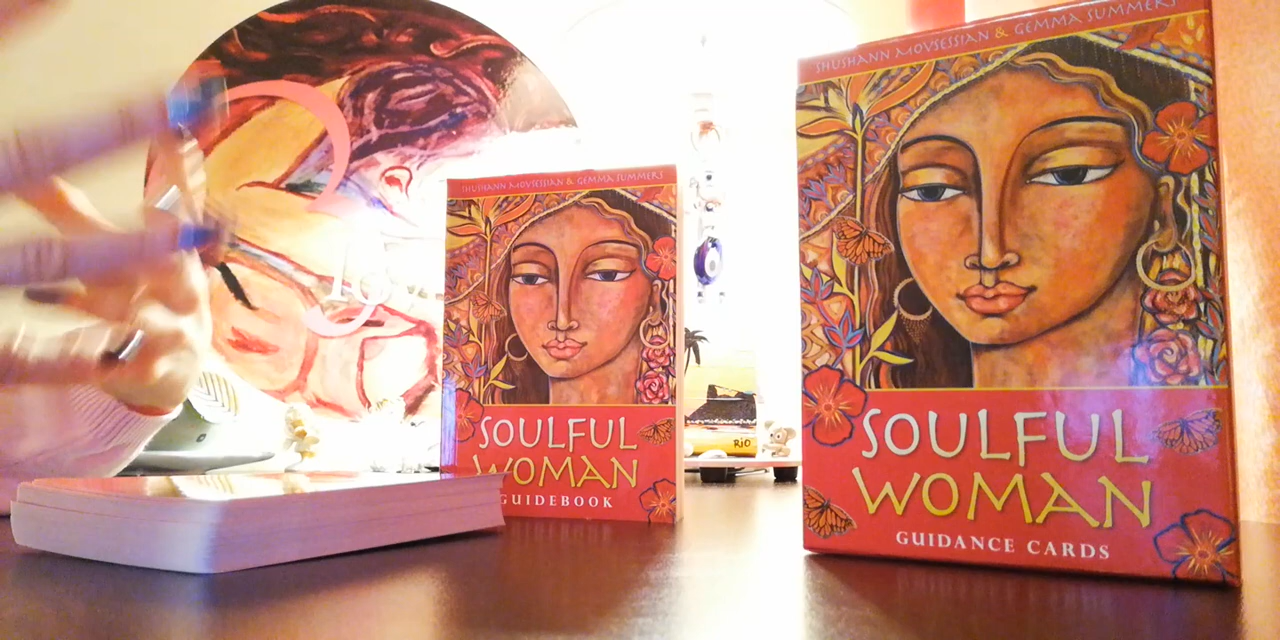 SHUSHANN MOVSESSIAN & GEMMA SUMMERS
SOULFUL
WOMAN
GUIDEBOOK
RIO
SHUSHANN MOVSESSIAN & GEMMA SUMMERS
SOULFUL
WOMAN
GUIDANCE CARDS